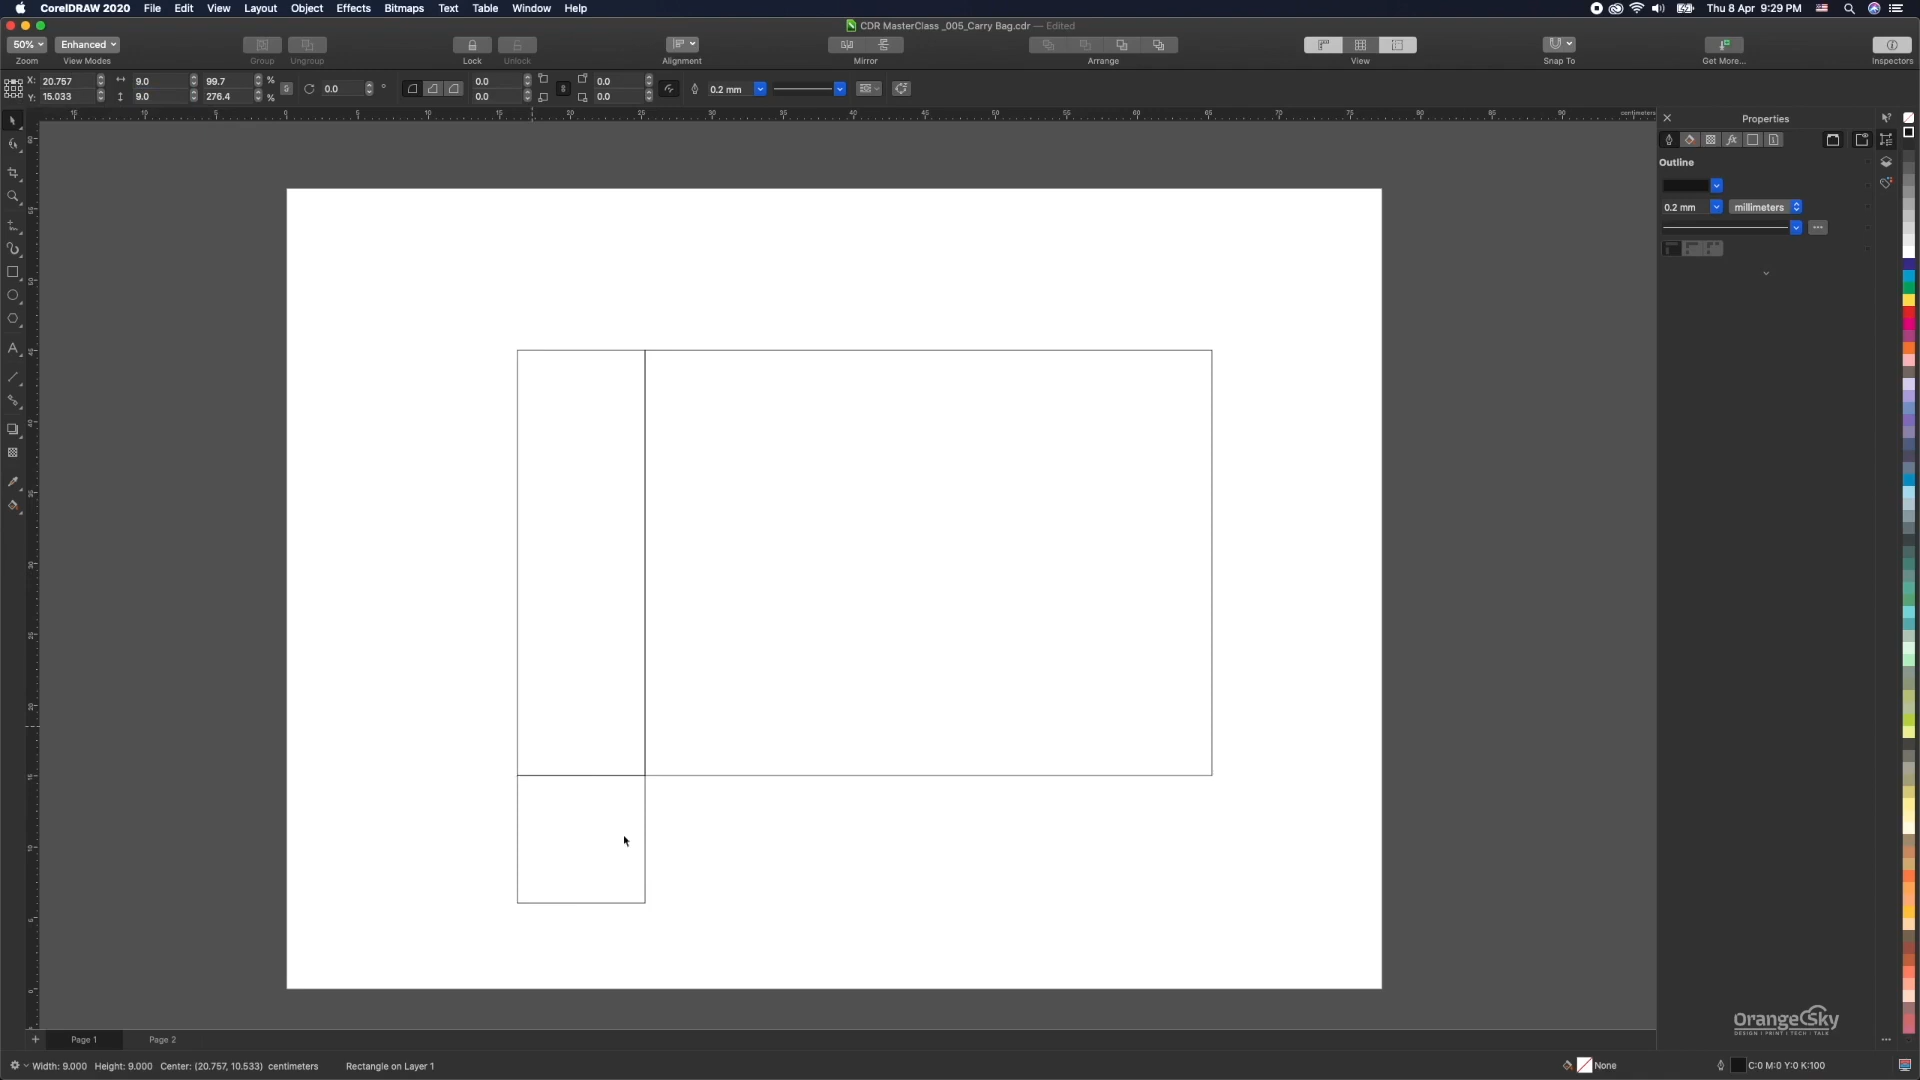 CorelDRAW 2020 File Edit View Layout Object Effects Bitmaps Text Table Window Help Thu 8 Apr 9:29 PM
CDR MasterClass _005_Carry Bag.cdr — Edited
50% Enhanced
Zoom View Modes Group Ungroup Lock Unlock Alignment Mirror Arrange View Snap To Get More... Inspectors
X: 20.757 9.0 99.7 % 0.0 0.0 0.0 0.2 mm
Y: 15.033 9.0 276.4 % 0.0 0.0
centimeters
Properties
Outline
0.2 mm millimeters
OrangeSky
DESIGN | PRINT | TECH | TALK
Page 1 Page 2
Width: 9.000 Height: 9.000 Center: (20.757, 10.533) centimeters Rectangle on Layer 1 None C:0 M:0 Y:0 K:100